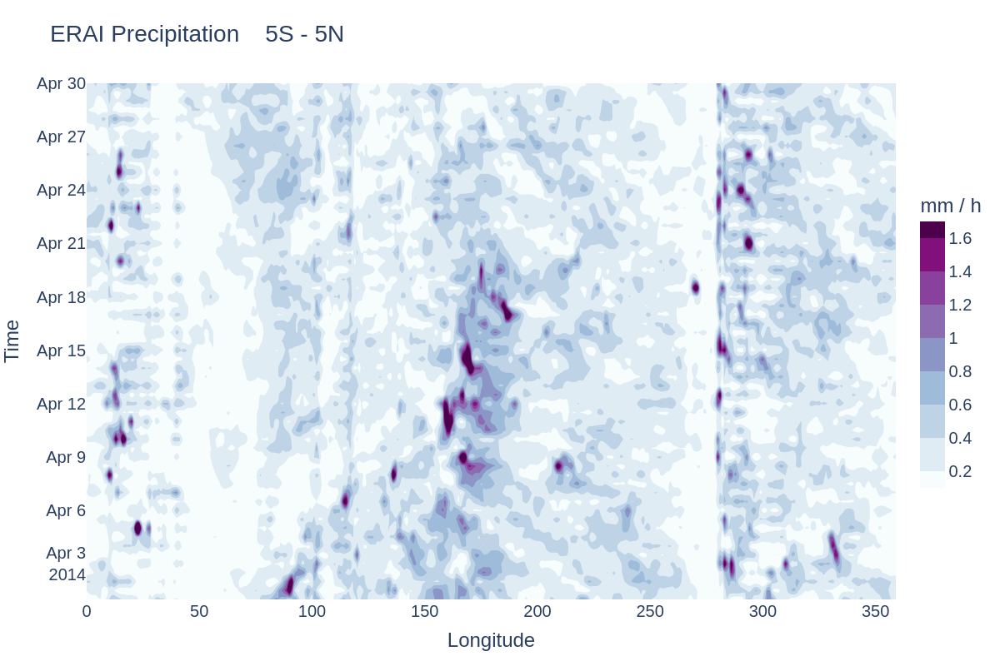 ERAI Precipitation    5S - 5N
mm / h
1.6
1.4
1.2
1
0.8
0.6
0.4
0.2
Time
Apr 30
Apr 27
Apr 24
Apr 21
Apr 18
Apr 15
Apr 12
Apr 9
Apr 6
Apr 3
2014
0 50 100 150 200 250 300 350
Longitude